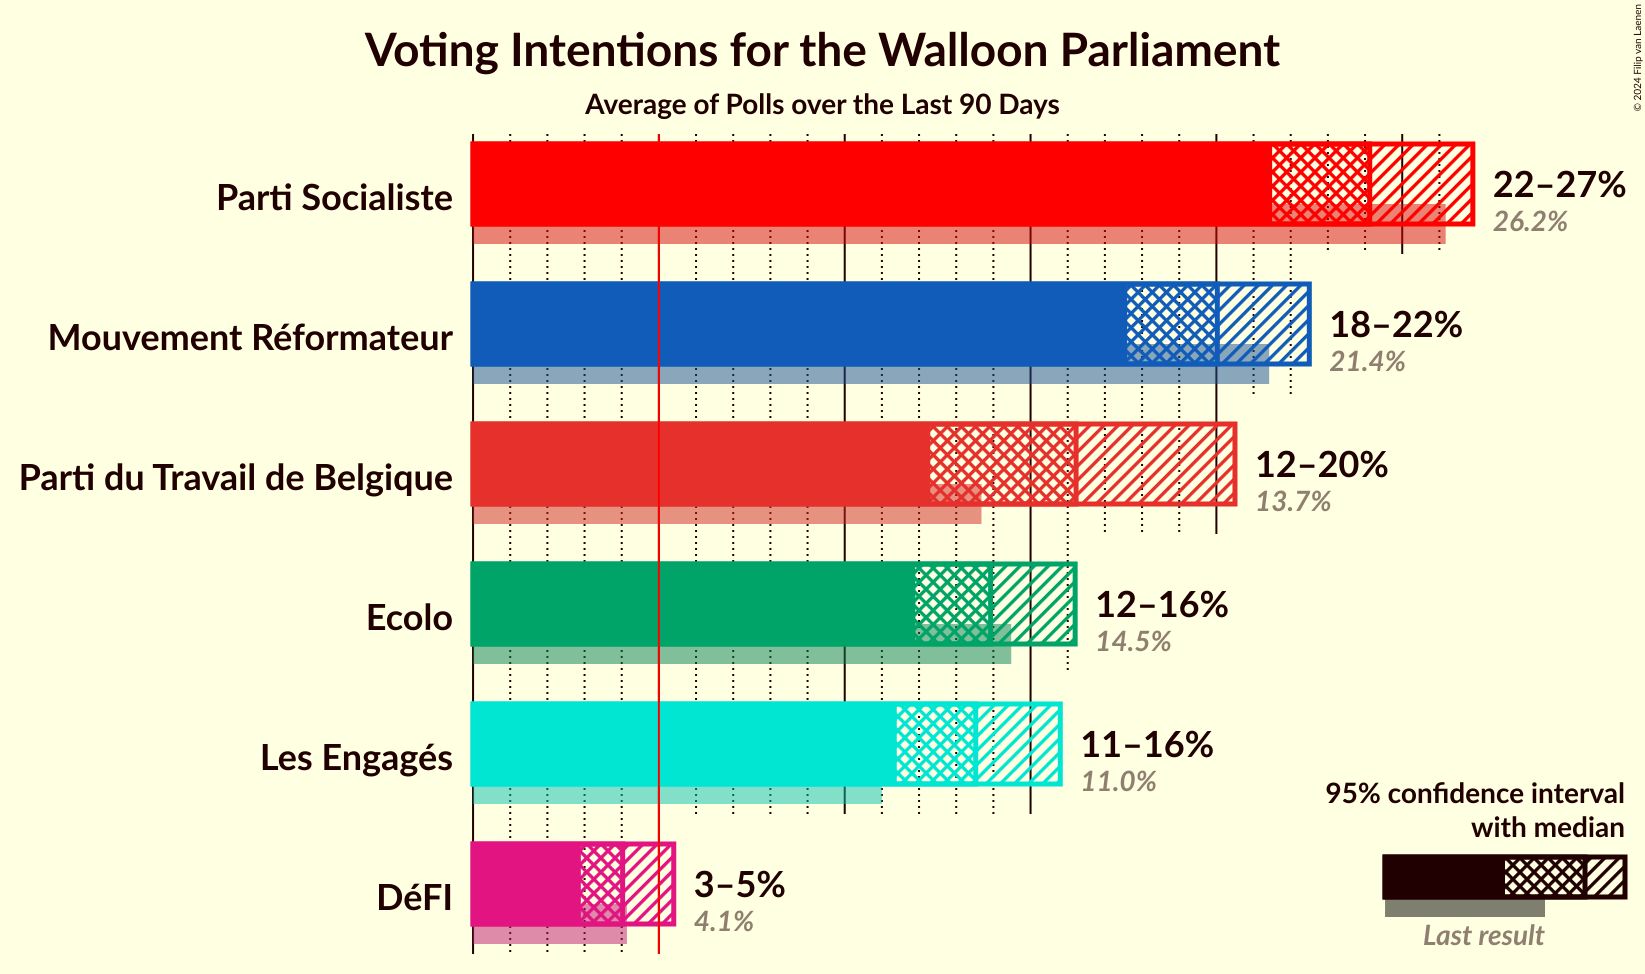 Voting Intentions for the Walloon Parliament
Average of Polls over the Last 90 Days
© 2024 Filip van Laenen
Parti Socialiste
22–27%
26.2%
Mouvement Réformateur
18–22%
21.4%
Parti du Travail de Belgique
12–20%
13.7%
Ecolo
12–16%
14.5%
Les Engagés
11–16%
11.0%
DéFI
3–5%
4.1%
95% confidence interval
with median
Last result